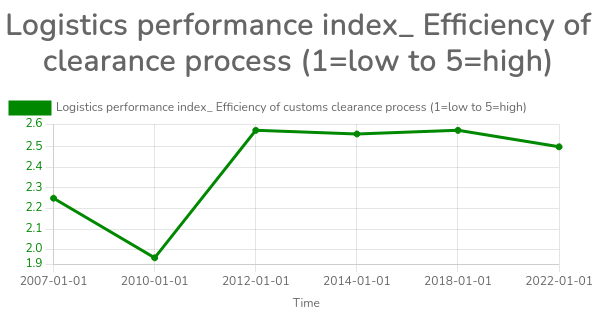 Logistics performance index_ Efficiency of
clearance process (1=low to 5=high)
Logistics performance index_ Efficiency of customs clearance process (1=low to 5=high)
2.6
2.5
2.4
2.3
2.2
2.1
2.0
1.9
2007-01-01 2010-01-01 2012-01-01 2014-01-01 2018-01-01 2022-01-01
Time